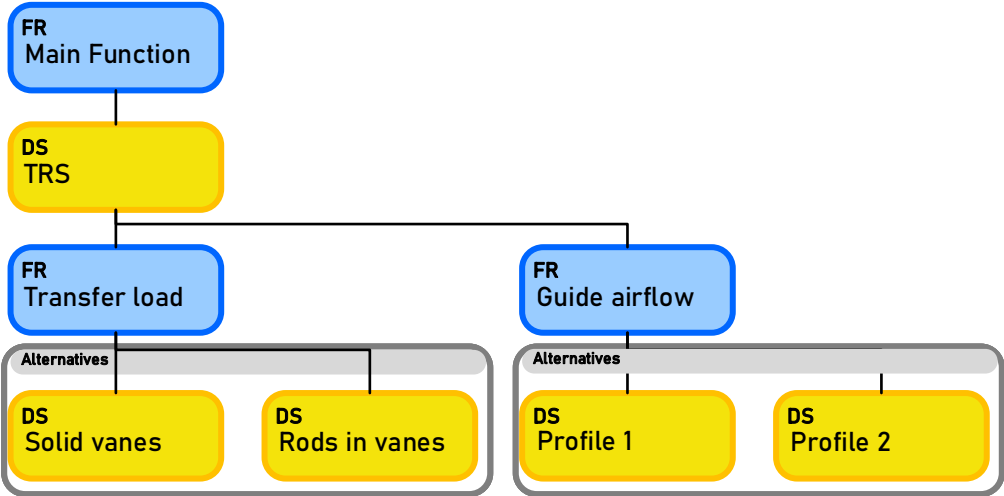 FR
Main Function
DS
TRS
FR
Transfer load
FR
Guide airflow
Alternatives
DS
Solid vanes
DS
Rods in vanes
Alternatives
DS
Profile 1
DS
Profile 2